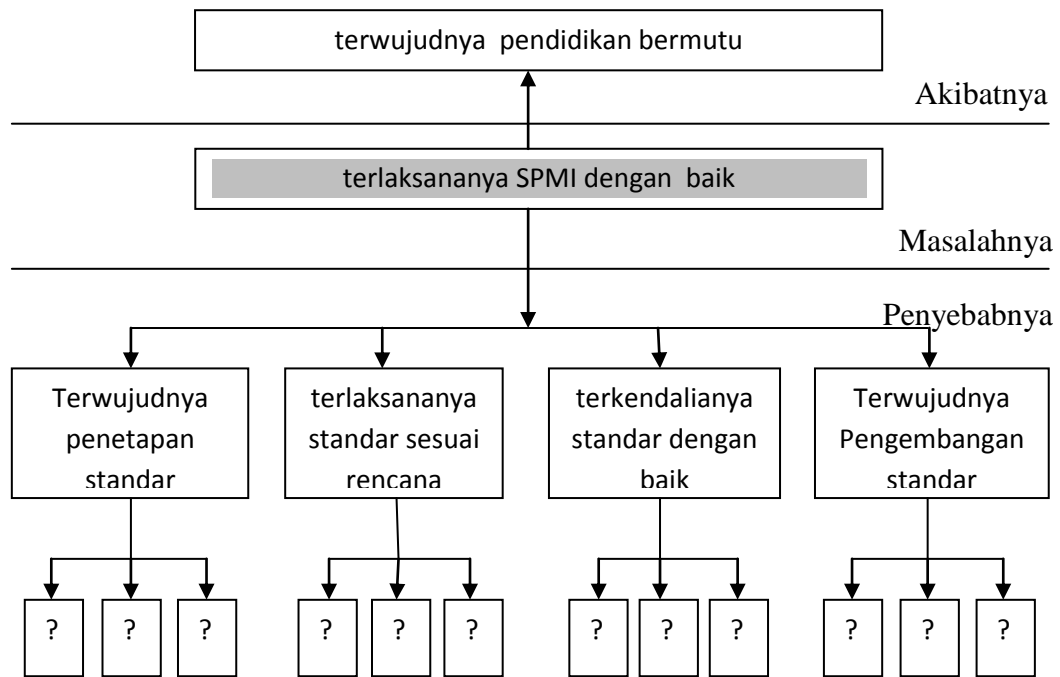 terwujudnya pendidikan bermutu
Akibatnya
terlaksananya SPMI dengan baik
Masalahnya
Penyebabnya
Terwujudnya
penetapan
standar
terlaksananya
standar sesuai
rencana
terkendalianya
standar dengan
baik
Terwujudnya
Pengembangan
standar
? ? ? ? ? ? ? ? ? ? ? ?